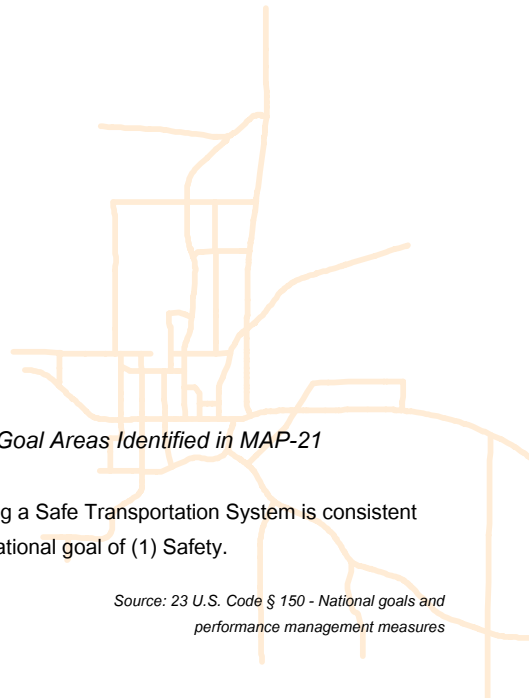 Goal Areas Identified in MAP-21
g a Safe Transportation System is consistent
ational goal of (1) Safety.
Source: 23 U.S. Code § 150 - National goals and
performance management measures